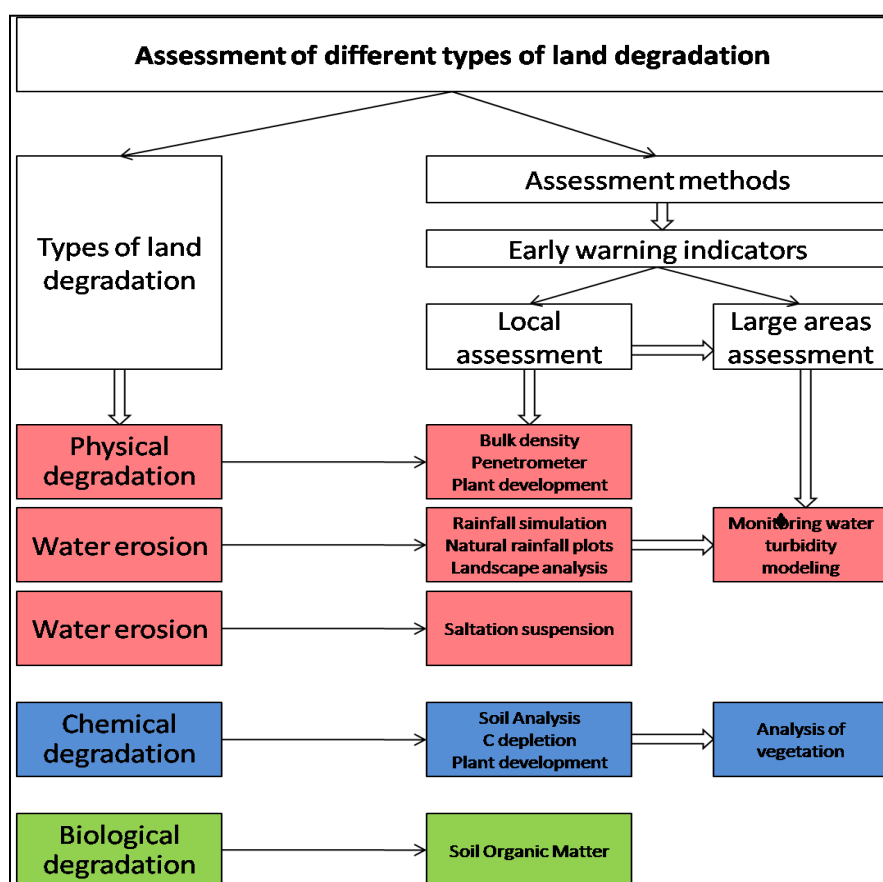 Assessment of different types of land degradation
Types of land
degradation
Assessment methods
Early warning indicators
Local
assessment
Large areas
assessment
Physical
degradation
Bulk density
Penetrometer
Plant development
Water erosion
Rainfall simulation
Natural rainfall plots
Landscape analysis
Monitoring water
turbidity
modeling
Water erosion
Saltation suspension
Chemical
degradation
Soil Analysis
C depletion
Plant development
Analysis of
vegetation
Biological
degradation
Soil Organic Matter